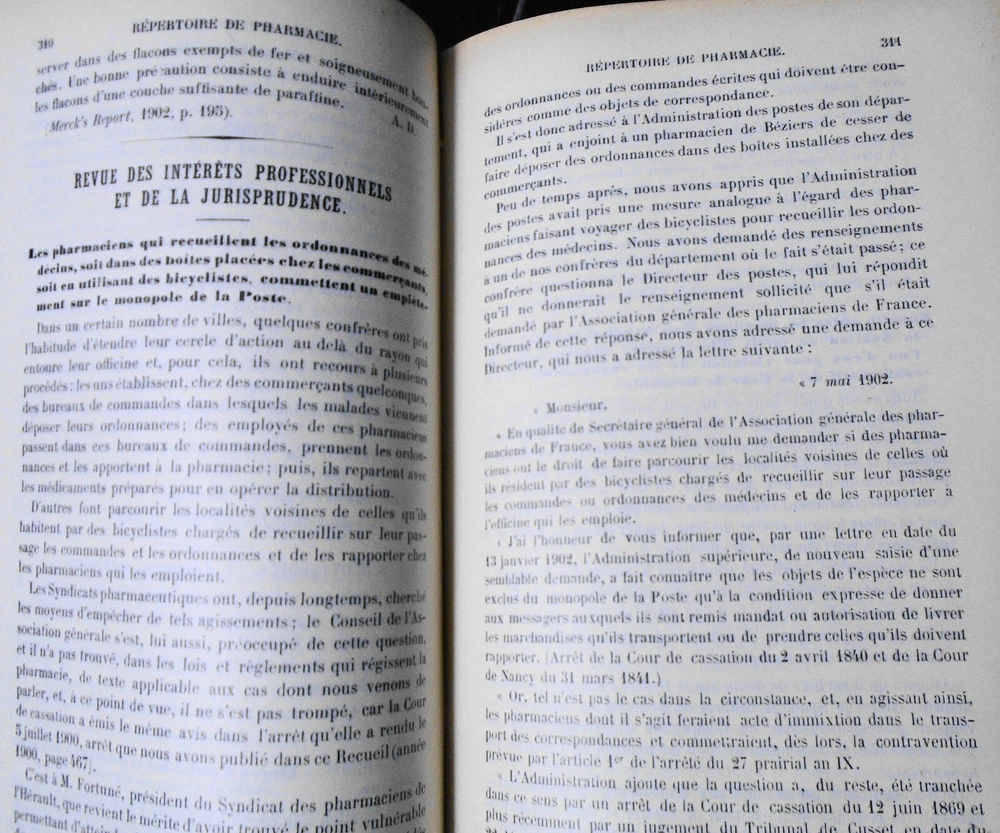 310
RÉPERTOIRE DE PHARMACIE.
server dans des flacons exempts de fer et soigneusement bou-
chés. Une bonne précaution consiste à enduire intérieurement
les flacons d'une couche suffisante de paraffine.
(Merck's Report, 1902, p. 195).
A. D.
REVUE DES INTÉRÊTS PROFESSIONNELS
ET DE LA JURISPRUDENCE.
Les pharmaciens qui recueillent les ordonnances des mé-
decins, soit dans des boîtes placées chez les commerçants,
soit en utilisant des bicyclistes, commettent un empiéte-
ment sur le monopole de la Poste.
Dans un certain nombre de villes, quelques confrères ont pris
l'habitude d'étendre leur cercle d'action au delà du rayon qui
entoure leur officine et, pour cela, ils ont recours à plusieurs
procédés : les uns établissent, chez des commerçants quelconques,
des bureaux de commandes dans lesquels les malades viennent
déposer leurs ordonnances ; des employés de ces pharmaciens
passent dans ces bureaux de commandes, prennent les ordon-
nances et les apportent à la pharmacie ; puis, ils repartent avec
les médicaments préparés pour en opérer la distribution.
D'autres font parcourir les localités voisines de celles qu'ils
habitent par des bicyclistes chargés de recueillir sur leur pas-
sage les commandes et les ordonnances et de les rapporter chez
les pharmaciens qui les emploient.
Les Syndicats pharmaceutiques ont, depuis longtemps, cherché
les moyens d'empêcher de tels agissements ; le Conseil de l'As-
sociation générale s'est, lui aussi, préoccupé de cette question,
et il n'a pas trouvé, dans les lois et règlements qui régissent la
pharmacie, de texte applicable aux cas dont nous venons de
parler, et, à ce point de vue, il ne s'est pas trompé, car la Cour
de cassation a émis le même avis dans l'arrêt qu'elle a rendu le
5 juillet 1900, arrêt que nous avons publié dans ce Recueil (année
1900, page 467].
C'est à M. Fortuné, président du Syndicat des pharmaciens de
l'Hérault, que revient le mérite d'avoir trouvé le point vulnérable
permettant d'attein
311
RÉPERTOIRE DE PHARMACIE.
des ordonnances ou des commandes écrites qui doivent être con-
sidérés comme des objets de correspondance.
Il s'est donc adressé à l'Administration des postes de son dépar-
tement, qui a enjoint à un pharmacien de Béziers de cesser de
faire déposer des ordonnances dans des boîtes installées chez des
commerçants.
Peu de temps après, nous avons appris que l'Administration
des postes avait pris une mesure analogue à l'égard des phar-
maciens faisant voyager des bicyclistes pour recueillir les ordon-
nances des médecins. Nous avons demandé des renseignements
à un de nos confrères du département où le fait s'était passé ; ce
confrère questionna le Directeur des postes, qui lui répondit
qu'il ne donnerait le renseignement sollicité que s'il était
demandé par l'Association générale des pharmaciens de France.
Informé de cette réponse, nous avons adressé une demande à ce
Directeur, qui nous a adressé la lettre suivante :
« 7 mai 1902.
« Monsieur,
« En qualité de Secrétaire général de l'Association générale des phar-
maciens de France, vous avez bien voulu me demander si des pharma-
ciens ont le droit de faire parcourir les localités voisines de celles où
ils résident par des bicyclistes chargés de recueillir sur leur passage
les commandes ou ordonnances des médecins et de les rapporter à
l'officine qui les emploie.
« J'ai l'honneur de vous informer que, par une lettre en date du
13 janvier 1902, l'Administration supérieure, de nouveau saisie d'une
semblable demande, a fait connaître que les objets de l'espèce ne sont
exclus du monopole de la Poste qu'à la condition expresse de donner
aux messagers auxquels ils sont remis mandat ou autorisation de livrer
les marchandises qu'ils transportent ou de prendre celles qu'ils doivent
rapporter. (Arrêt de la Cour de cassation du 2 avril 1840 et de la Cour
de Nancy du 31 mars 1841.)
« Or, tel n'est pas le cas dans la circonstance, et, en agissant ainsi,
les pharmaciens dont il s'agit feraient acte d'immixtion dans le trans-
port des correspondances et commettraient, dès lors, la contravention
prévue par l'article 1er de l'arrêté du 27 prairial an IX.
« L'Administration ajoute que la question a, du reste, été tranchée
dans ce sens par un arrêt de la Cour de cassation du 12 juin 1869 et
plus récemment par un jugement du Tribunal de Cusset